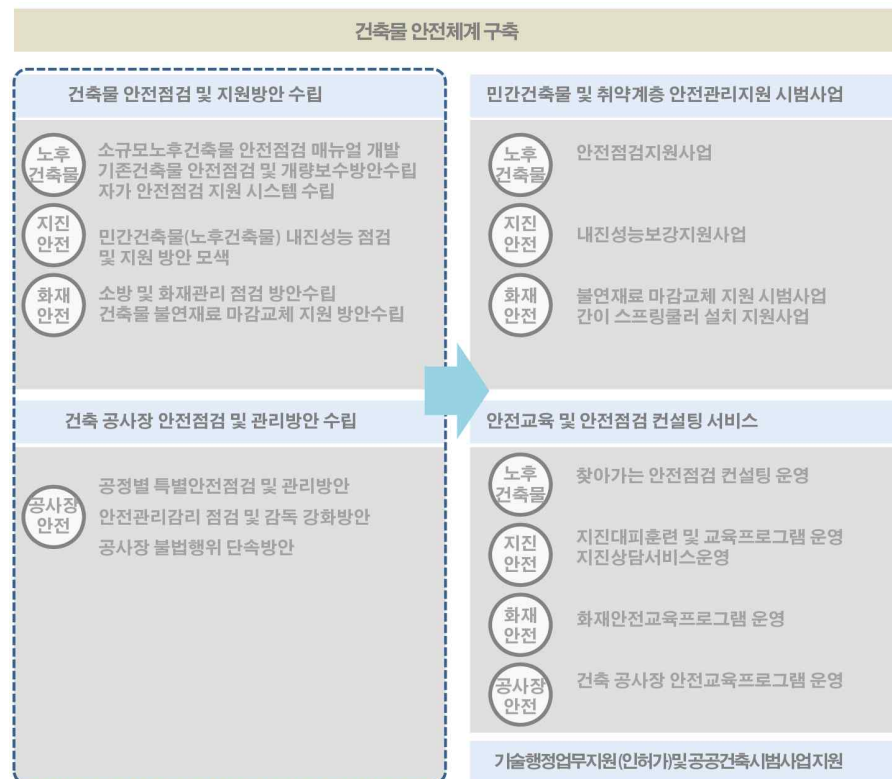 건축물 안전체계 구축
건축물 안전점검 및 지원방안 수립
노후
건축물
소규모노후건축물 안전점검 매뉴얼 개발
기존건축물 안전점검 및 개량보수방안수립
자가 안전점검 지원 시스템 수립
지진
안전
민간건축물(노후건축물) 내진성능 점검
및 지원 방안 모색
화재
안전
소방 및 화재관리 점검 방안수립
건축물 불연재료 마감교체 지원 방안수립
건축 공사장 안전점검 및 관리방안 수립
공사장
안전
공정별 특별안전점검 및 관리방안
안전관리감리 점검 및 감독 강화방안
공사장 불법행위 단속방안
민간건축물 및 취약계층 안전관리지원 시범사업
노후
건축물
안전점검지원사업
지진
안전
내진성능보강지원사업
화재
안전
불연재료 마감교체 지원 시범사업
간이 스프링쿨러 설치 지원사업
안전교육 및 안전점검 컨설팅 서비스
노후
건축물
찾아가는 안전점검 컨설팅 운영
지진
안전
지진대피훈련 및 교육프로그램 운영
지진상담서비스운영
화재
안전
화재안전교육프로그램 운영
공사장
안전
건축 공사장 안전교육프로그램 운영
기술행정업무지원(인허가)및공공건축시범사업지원